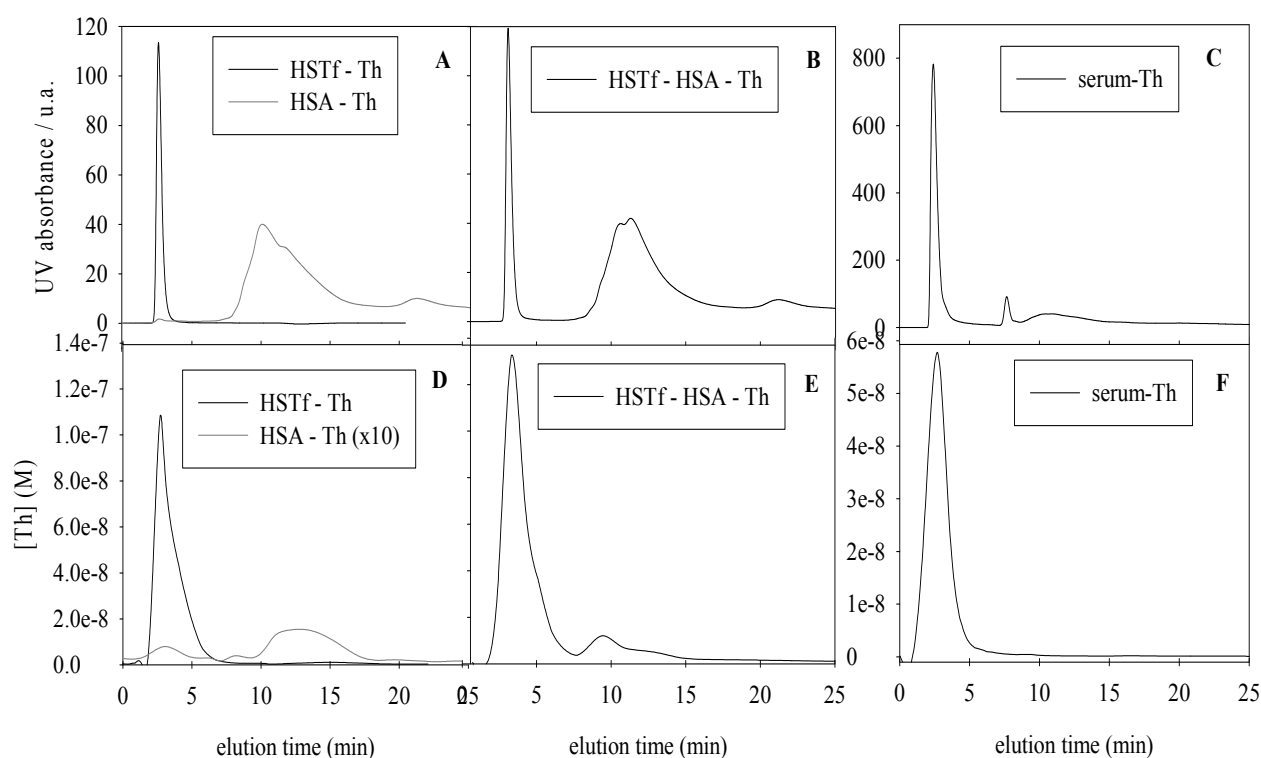 A
HSTf - Th
HSA - Th
UV absorbance / u.a.
120
100
80
60
40
20
0
B
HSTf - HSA - Th
C
serum-Th
800
600
400
200
0
D
HSTf - Th
HSA - Th (x10)
[Th] (M)
1.4e-7
1.2e-7
1.0e-7
8.0e-8
6.0e-8
4.0e-8
2.0e-8
0.0
0 5 10 15 20
elution time (min)
E
HSTf - HSA - Th
0 5 10 15 20 25
elution time (min)
F
serum-Th
6e-8
5e-8
4e-8
3e-8
2e-8
1e-8
0
0 5 10 15 20 25
elution time (min)